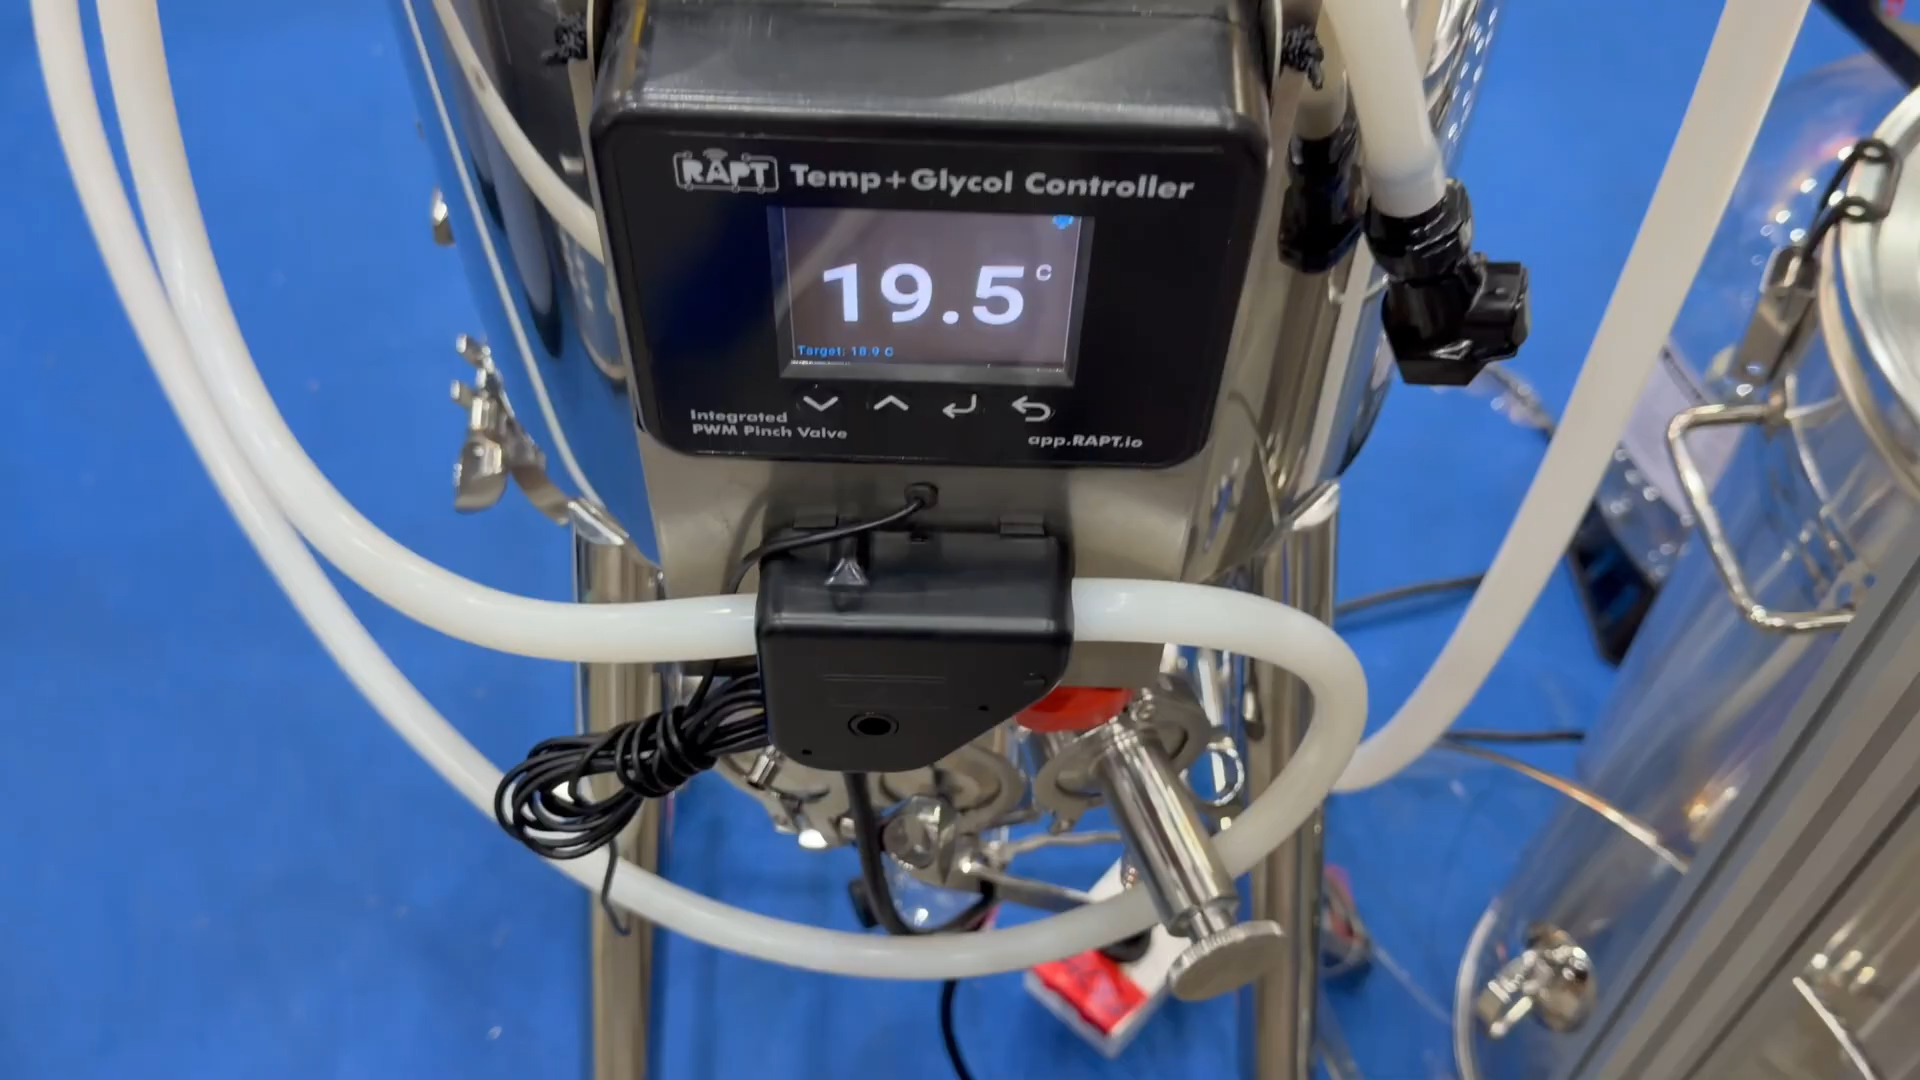 RAPT Temp+Glycol Controller
19.5 C
Target: 18.9 C
Integrated
PWM Pinch Valve
app.RAPT.io